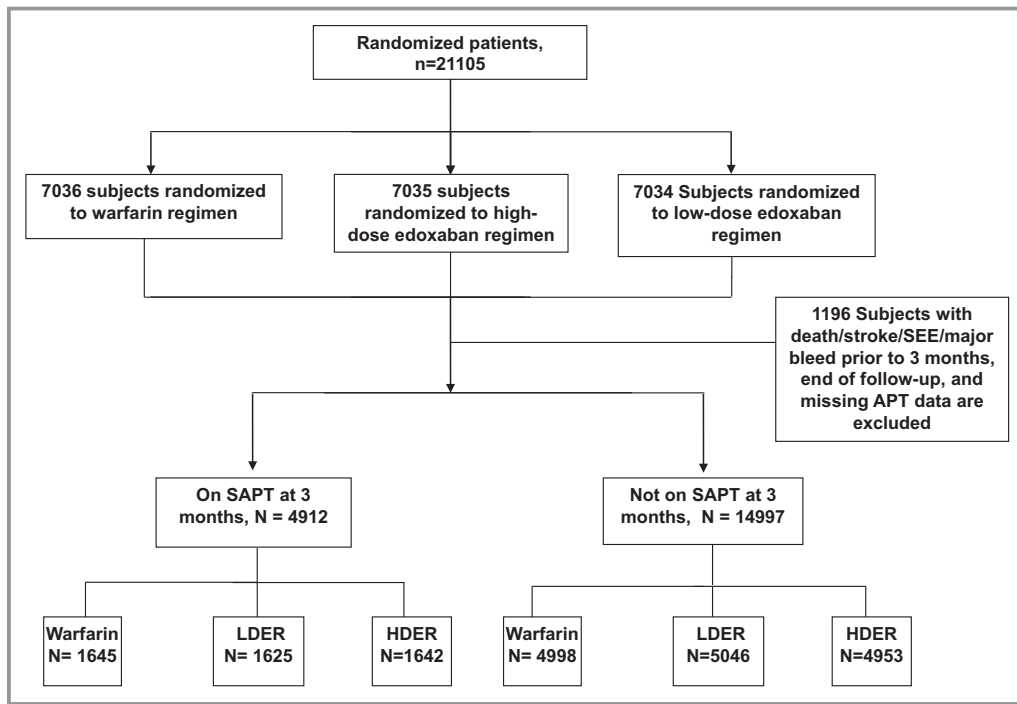 Randomized patients,
n=21105
7036 subjects randomized
to warfarin regimen
7035 subjects
randomized to high-
dose edoxaban regimen
7034 Subjects randomized
to low-dose edoxaban
regimen
1196 Subjects with
death/stroke/SEE/major
bleed prior to 3 months,
end of follow-up, and
missing APT data are
excluded
On SAPT at 3
months, N = 4912
Not on SAPT at 3
months, N = 14997
Warfarin
N= 1645
LDER
N= 1625
HDER
N=1642
Warfarin
N= 4998
LDER
N=5046
HDER
N=4953